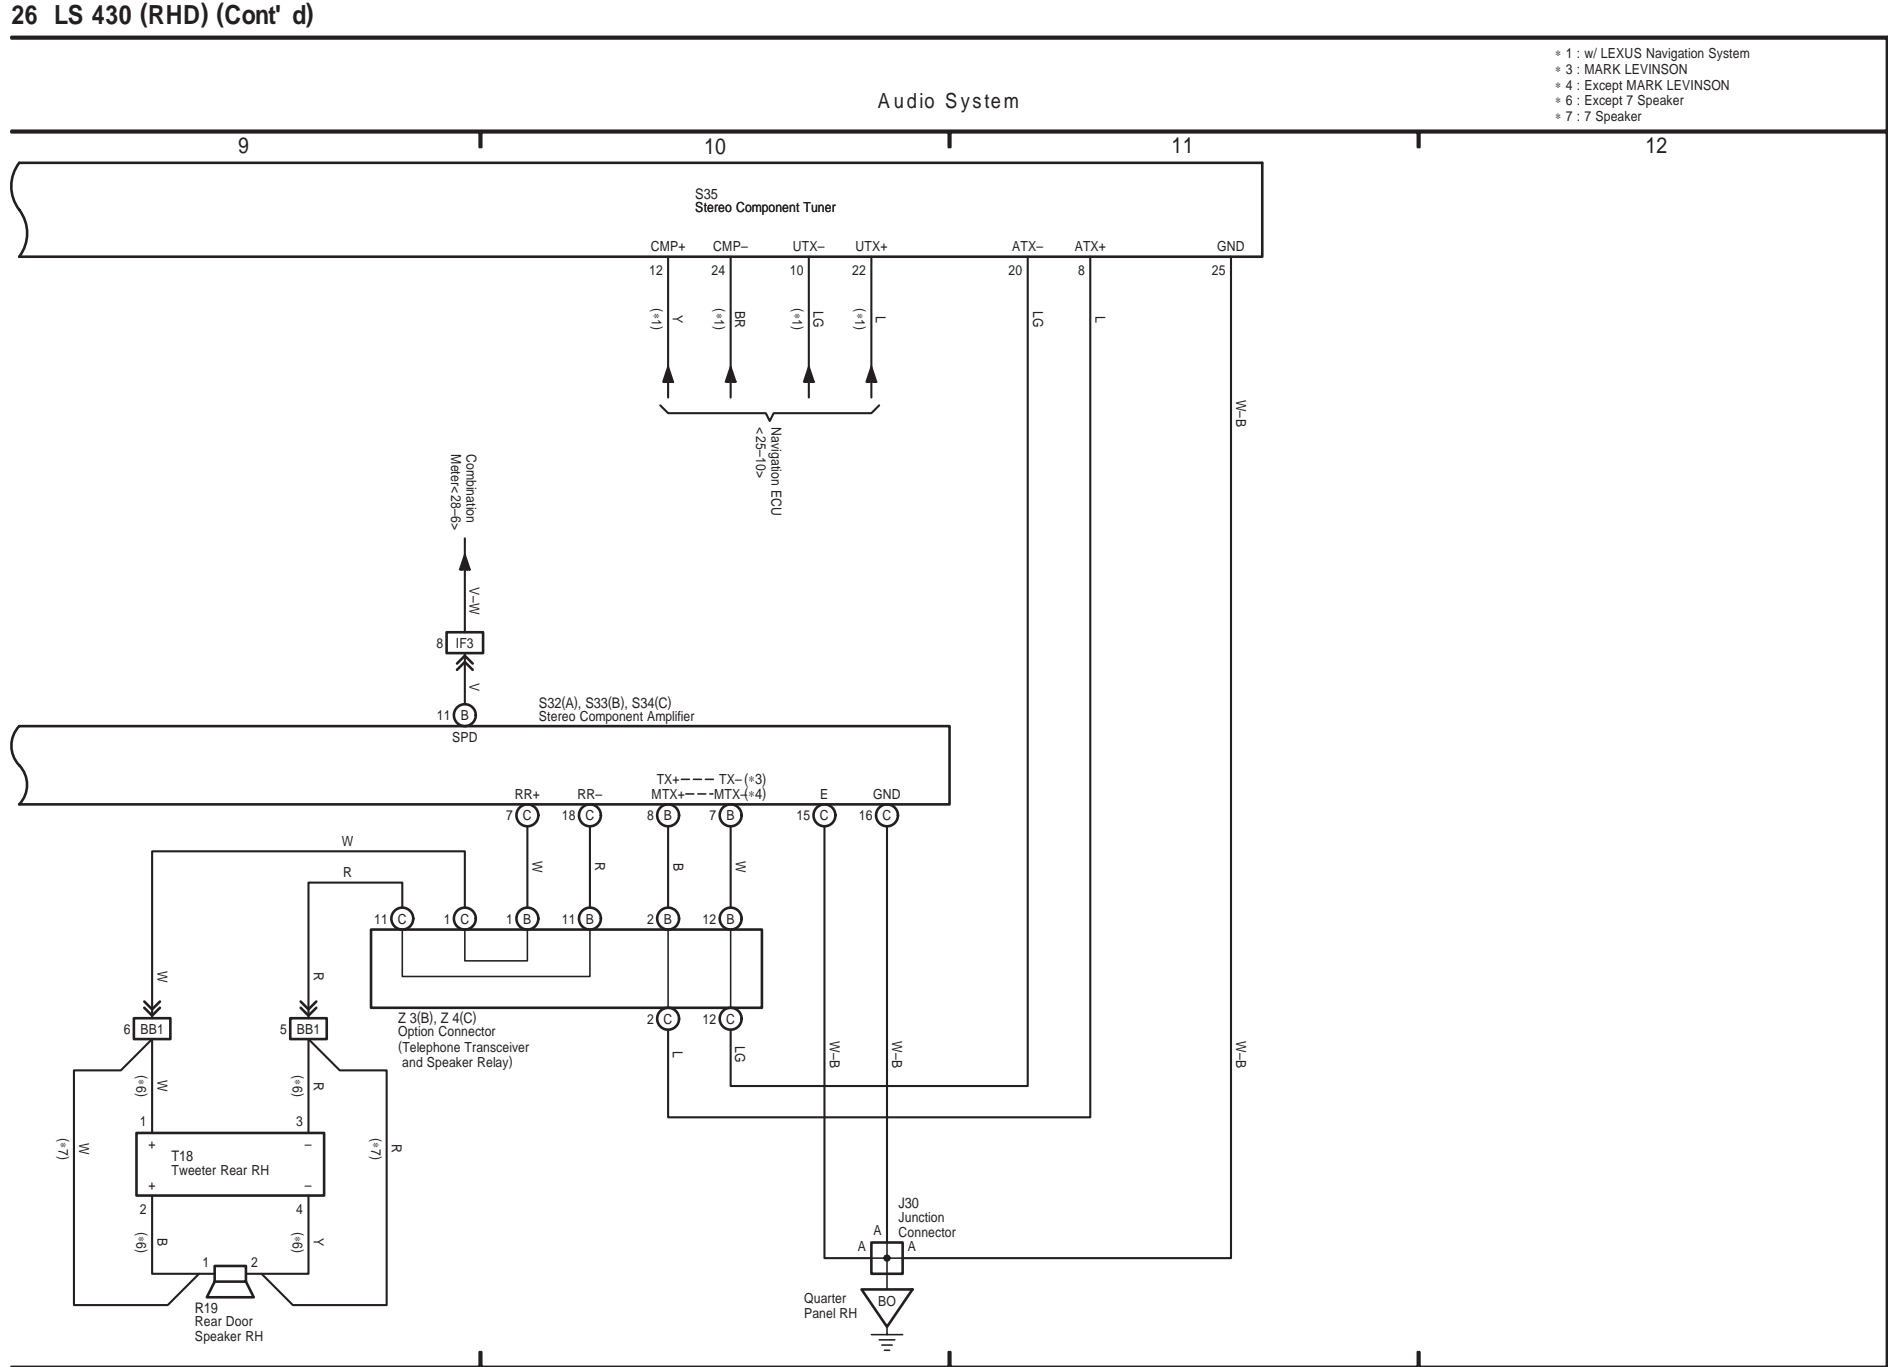 26 LS 430 (RHD) (Cont' d)
* 1 : w/ LEXUS Navigation System
* 3 : MARK LEVINSON
* 4 : Except MARK LEVINSON
* 6 : Except 7 Speaker
* 7 : 7 Speaker
Audio System
9 10 11 12
S35
Stereo Component Tuner
CMP+ CMP– UTX– UTX+ ATX– ATX+ GND
12 24 10 22 20 8 25
(*1) Y (*1) BR (*1) LG (*1) L LG L
W–B
Navigation ECU
<25–10>
Combination
Meter<28–6>
V–W
8 IF3
V
S32(A), S33(B), S34(C)
Stereo Component Amplifier
11 B
SPD
TX+ TX–(*3)
RR+ RR– MTX+ MTX–(*4) E GND
7 C 18 C 8 B 7 B 15 C 16 C
W
W R B W
R
11 C 1 C 1 B 11 B 2 B 12 B
W R
Z 3(B), Z 4(C)
Option Connector
(Telephone Transceiver
and Speaker Relay)
2 C 12 C
6 BB1 5 BB1
L LG W–B W–B W–B
(*6) W (*6) R
1 3
+ –
(*7) W (*7) R
T18
Tweeter Rear RH
+ –
2 4
(*6) B (*6) Y
1 2
R19
Rear Door
Speaker RH
J30
Junction
Connector
A
A A
Quarter
Panel RH
BO